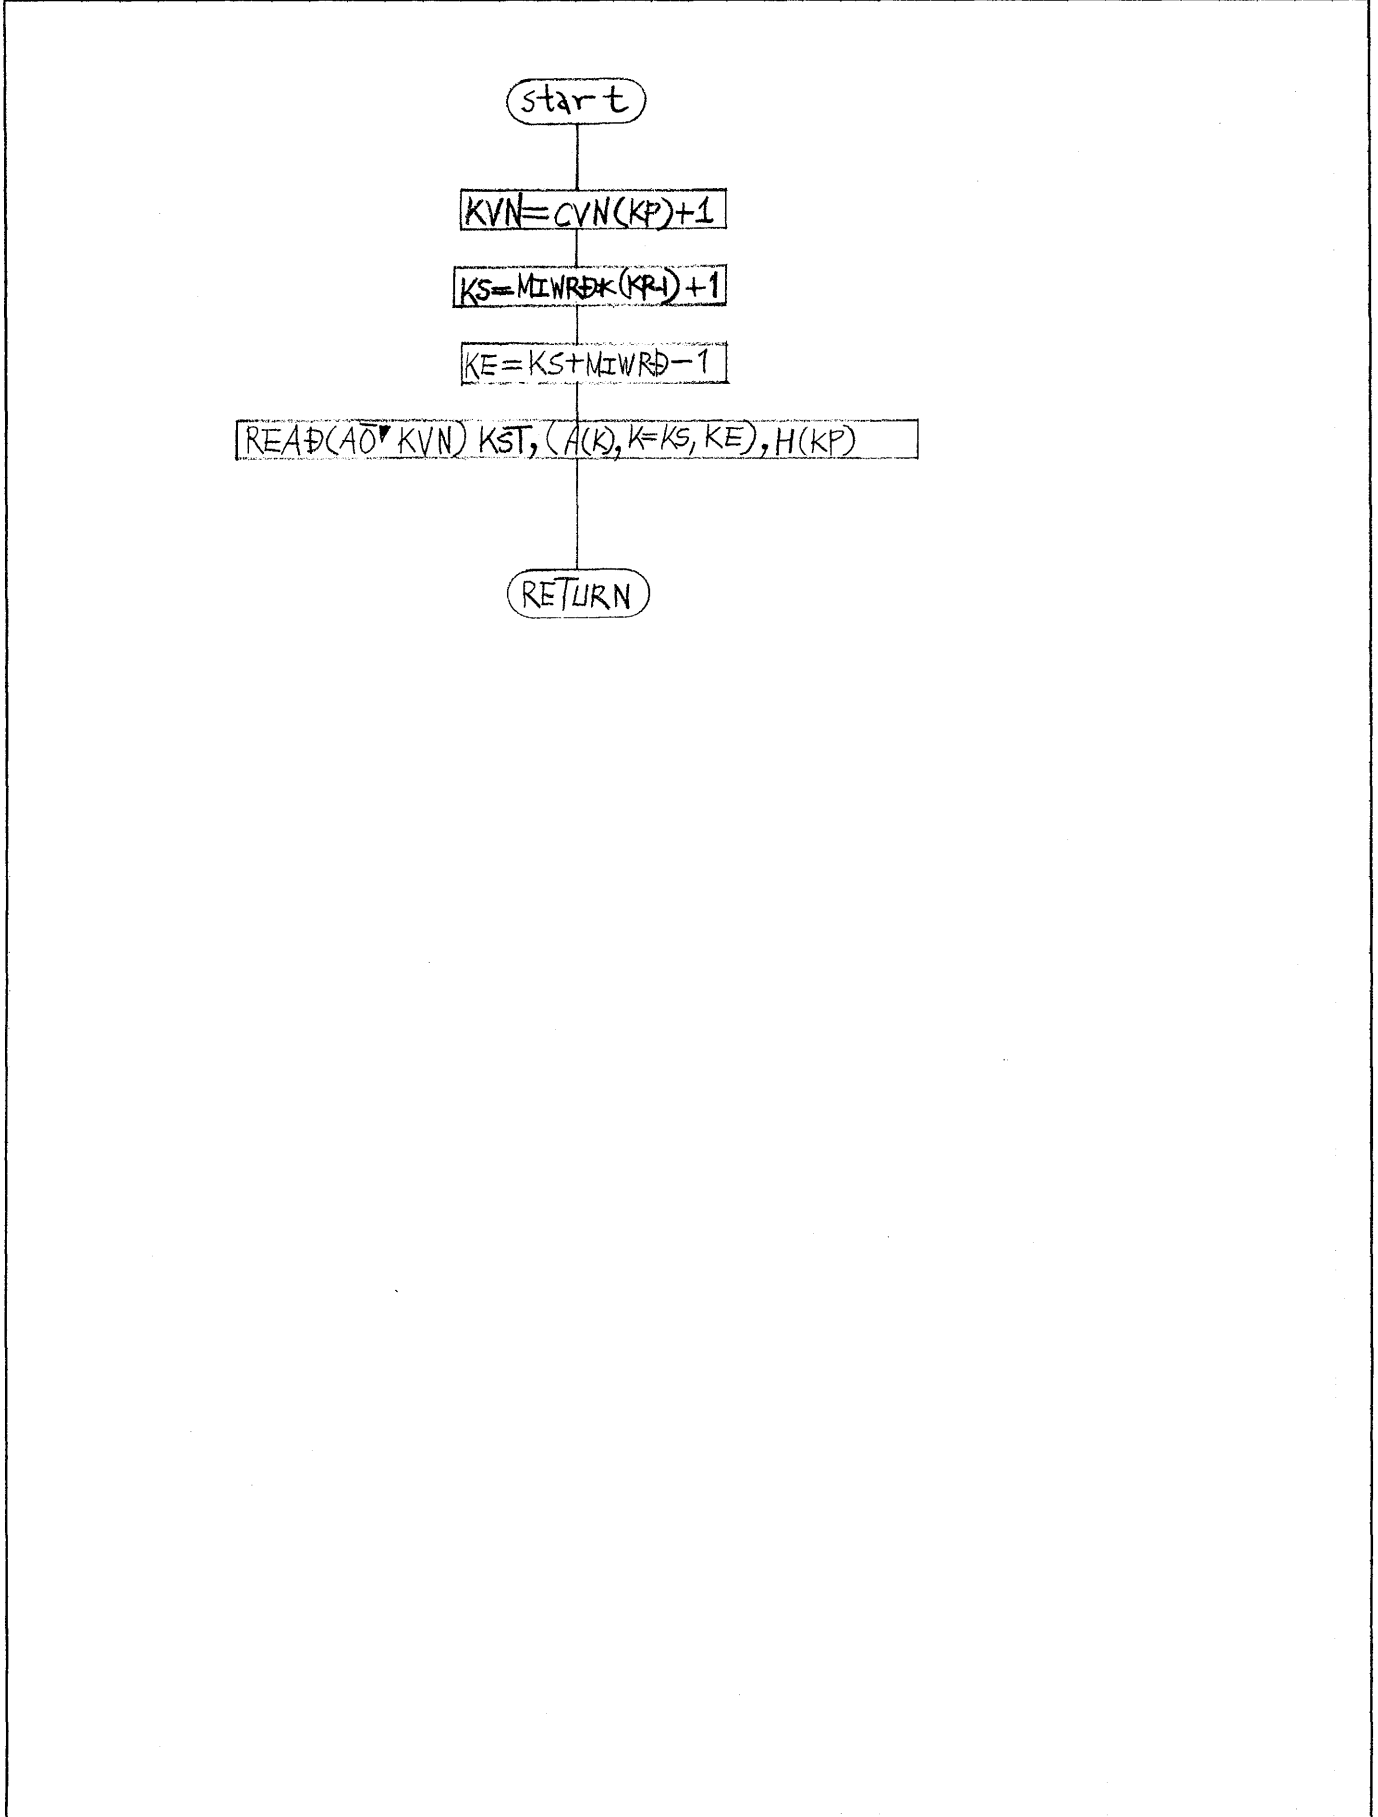 start
KVN=CVN(KP)+1
KS=MIWRD*(KP-1)+1
KE=KS+MIWRD-1
READ(AO'KVN) KST, (A(K), K=KS, KE), H(KP)
RETURN